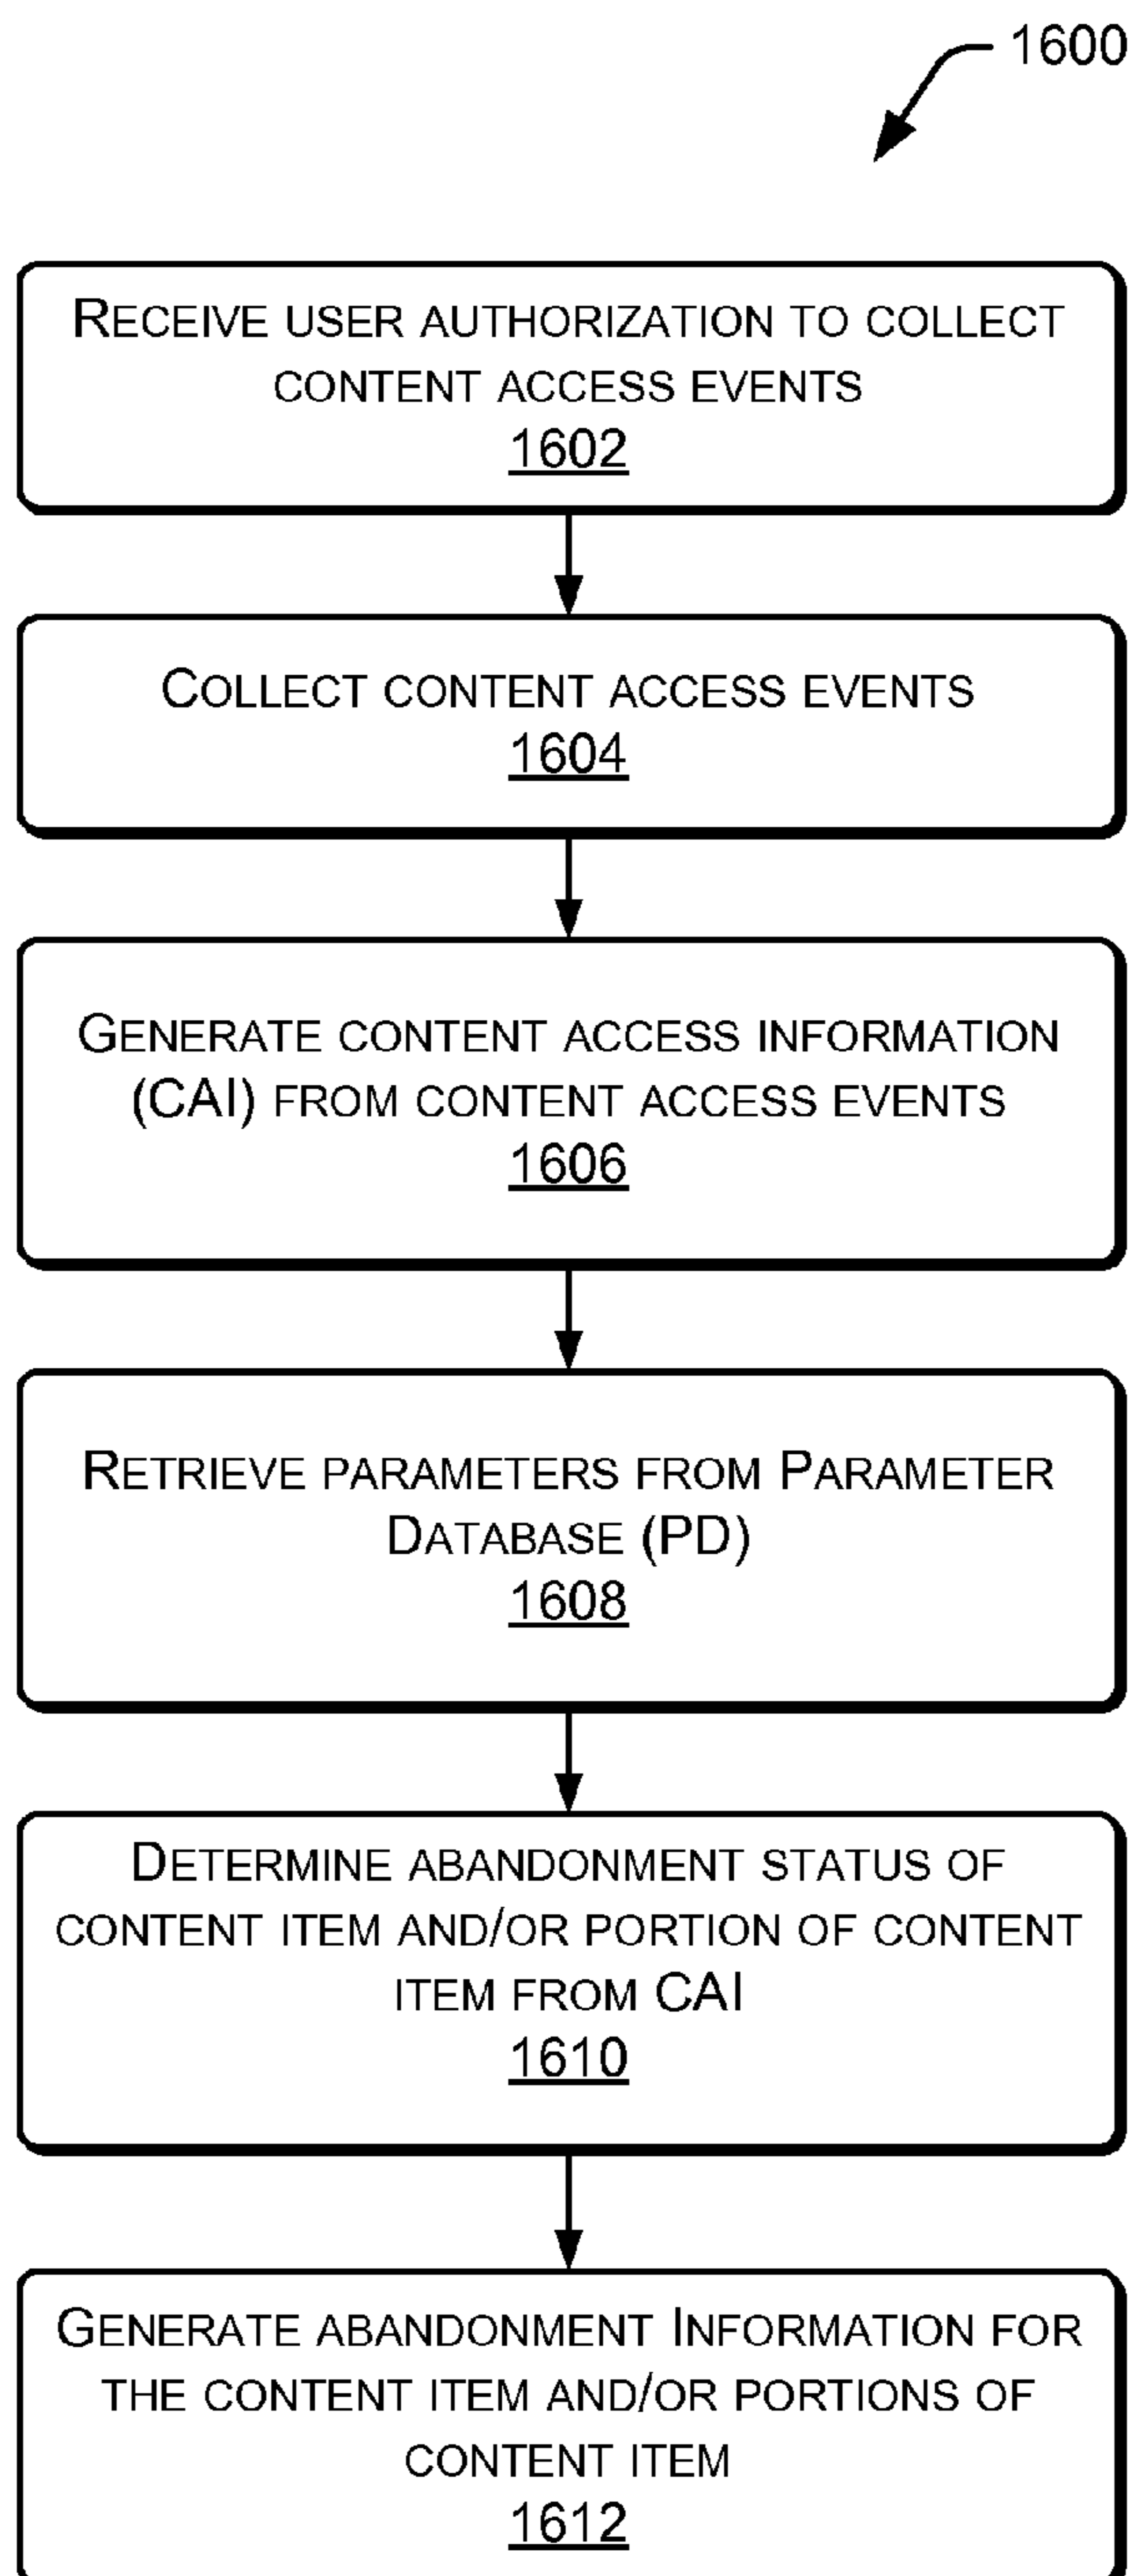 1600
RECEIVE USER AUTHORIZATION TO COLLECT
CONTENT ACCESS EVENTS
1602
COLLECT CONTENT ACCESS EVENTS
1604
GENERATE CONTENT ACCESS INFORMATION
(CAI) FROM CONTENT ACCESS EVENTS
1606
RETRIEVE PARAMETERS FROM PARAMETER
DATABASE (PD)
1608
DETERMINE ABANDONMENT STATUS OF
CONTENT ITEM AND/OR PORTION OF CONTENT
ITEM FROM CAI
1610
GENERATE ABANDONMENT INFORMATION FOR
THE CONTENT ITEM AND/OR PORTIONS OF
CONTENT ITEM
1612